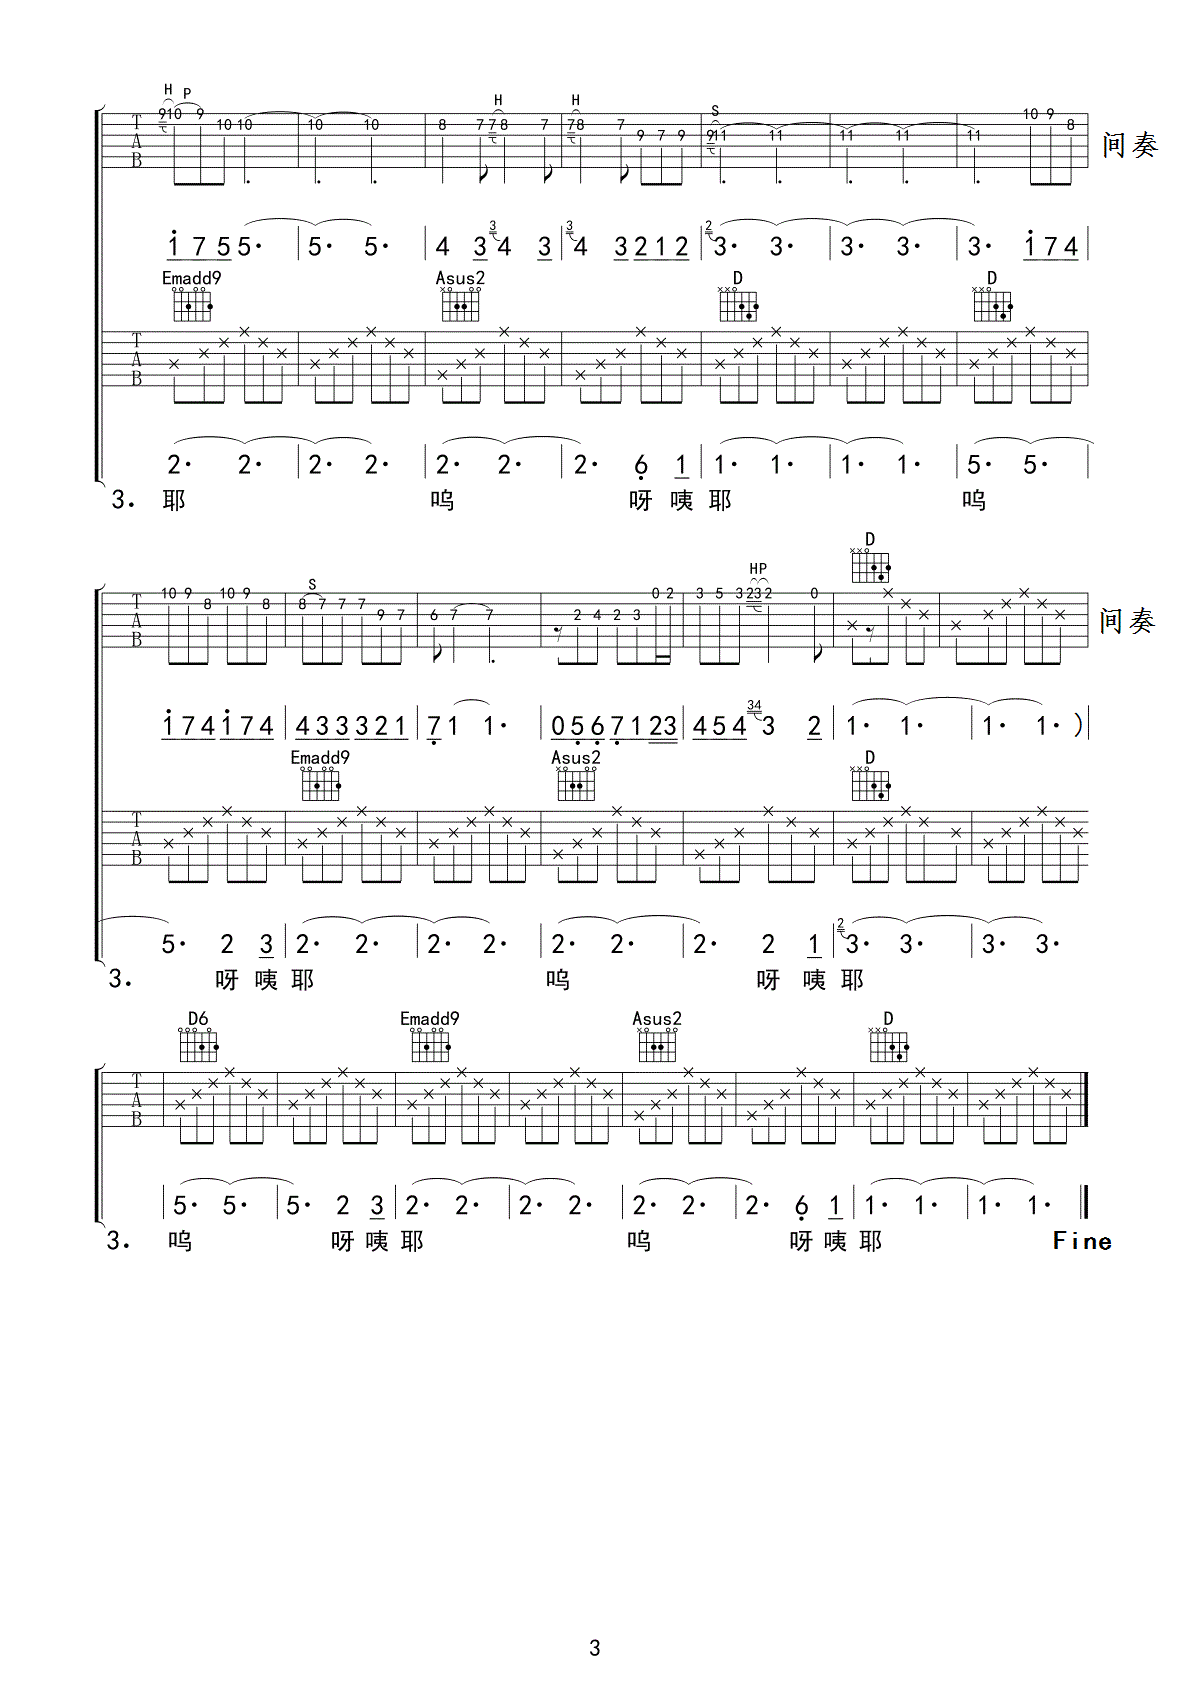 H P H H S
9 10 9 10 10 10 10 8 7 7 8 7 7 8 7 9 7 9 9 11 11 11 11 11 10 9 8
T A B
间奏
1 7 5 5· 5· 5· 4 3 3 4 3 3 4 3 2 1 2 2 3· 3· 3· 3· 3· 1 7 4
Emadd9 Asus2 D D
T A B
2· 2· 2· 2· 2· 2· 2· 6 1 1· 1· 1· 1· 5· 5·
3. 耶 呜 呀 咦 耶 呜
D
S HP
10 9 8 10 9 8 8 7 7 7 9 7 6 7 7 2 4 2 3 0 2 3 5 3 2 3 2 0
间奏
1 7 4 1 7 4 4 3 3 3 2 1 7 1 1· 0 5 6 7 1 2 3 4 5 4 34 3 2 1· 1· 1· 1·)
Emadd9 Asus2 D
T A B
5· 2 3 2· 2· 2· 2· 2· 2· 2· 2 1 2 3· 3· 3· 3·
3. 呀 咦 耶 呜 呀 咦 耶
D6 Emadd9 Asus2 D
T A B
5· 5· 5· 2 3 2· 2· 2· 2· 2· 2· 2· 6 1 1· 1· 1· 1·
3. 呜 呀 咦 耶 呜 呀 咦 耶 Fine
3